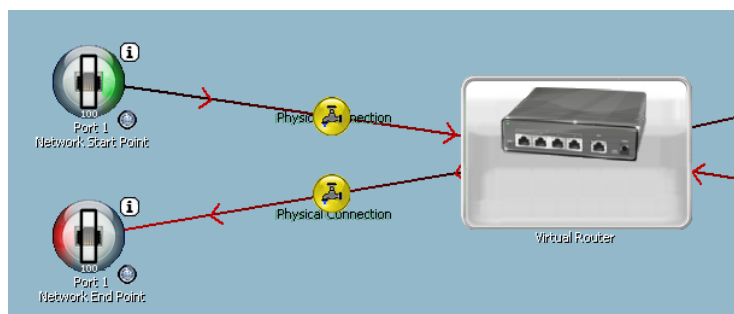 i
100
Port 1
Network Start Point
Physical Connection
Virtual Router
i
100
Port 1
Network End Point
Physical Connection